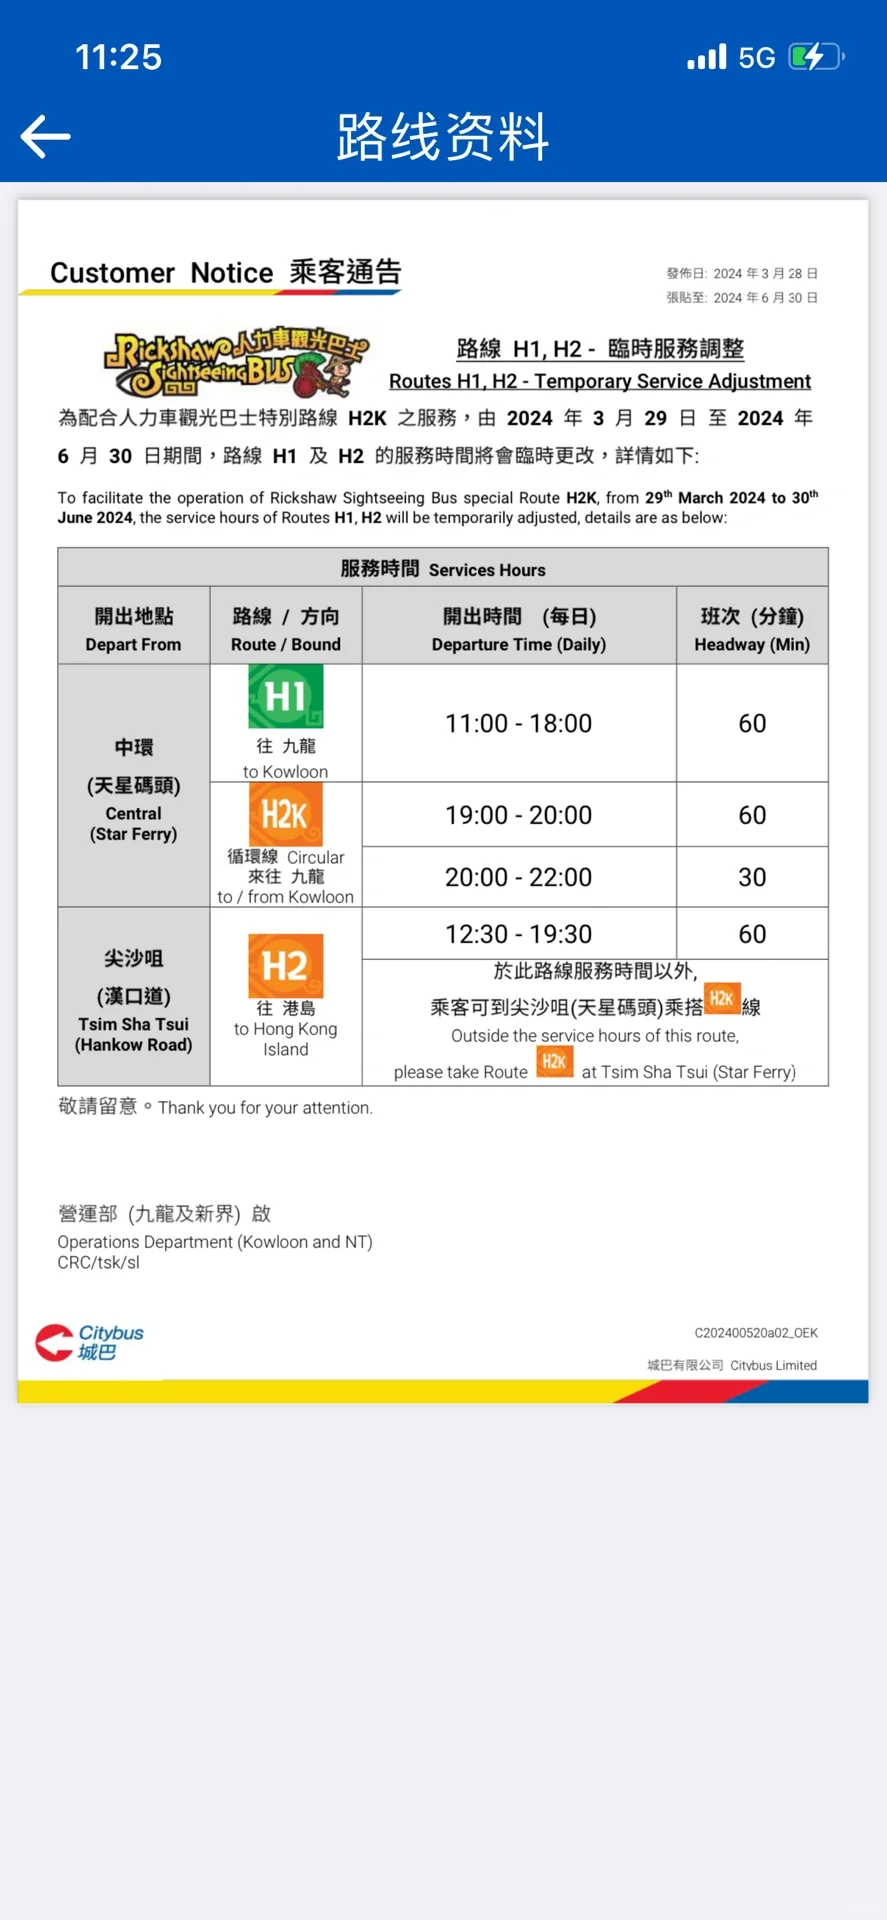 11:25
5G
路线资料
Customer Notice 乘客通告
發佈日: 2024 年 3 月 28 日
張貼至: 2024 年 6 月 30 日
Rickshaw 人力車觀光巴士
Sightseeing BUS
路線 H1, H2 - 臨時服務調整
Routes H1, H2 - Temporary Service Adjustment
為配合人力車觀光巴士特別路線 H2K 之服務，由 2024 年 3 月 29 日 至 2024 年
6 月 30 日期間，路線 H1 及 H2 的服務時間將會臨時更改，詳情如下:
To facilitate the operation of Rickshaw Sightseeing Bus special Route H2K, from 29th March 2024 to 30th
June 2024, the service hours of Routes H1, H2 will be temporarily adjusted, details are as below:
服務時間 Services Hours
開出地點
Depart From
路線 / 方向
Route / Bound
開出時間 (每日)
Departure Time (Daily)
班次 (分鐘)
Headway (Min)
中環
(天星碼頭)
Central
(Star Ferry)
H1
往 九龍
to Kowloon
11:00 - 18:00
60
H2K
循環線 Circular
來往 九龍
to / from Kowloon
19:00 - 20:00
60
20:00 - 22:00
30
尖沙咀
(漢口道)
Tsim Sha Tsui
(Hankow Road)
H2
往 港島
to Hong Kong
Island
12:30 - 19:30
60
於此路線服務時間以外,
乘客可到尖沙咀(天星碼頭)乘搭 H2K 線
Outside the service hours of this route,
please take Route H2K at Tsim Sha Tsui (Star Ferry)
敬請留意。Thank you for your attention.
營運部 (九龍及新界) 啟
Operations Department (Kowloon and NT)
CRC/tsk/sl
Citybus
城巴
C202400520a02_OEK
城巴有限公司 Citybus Limited